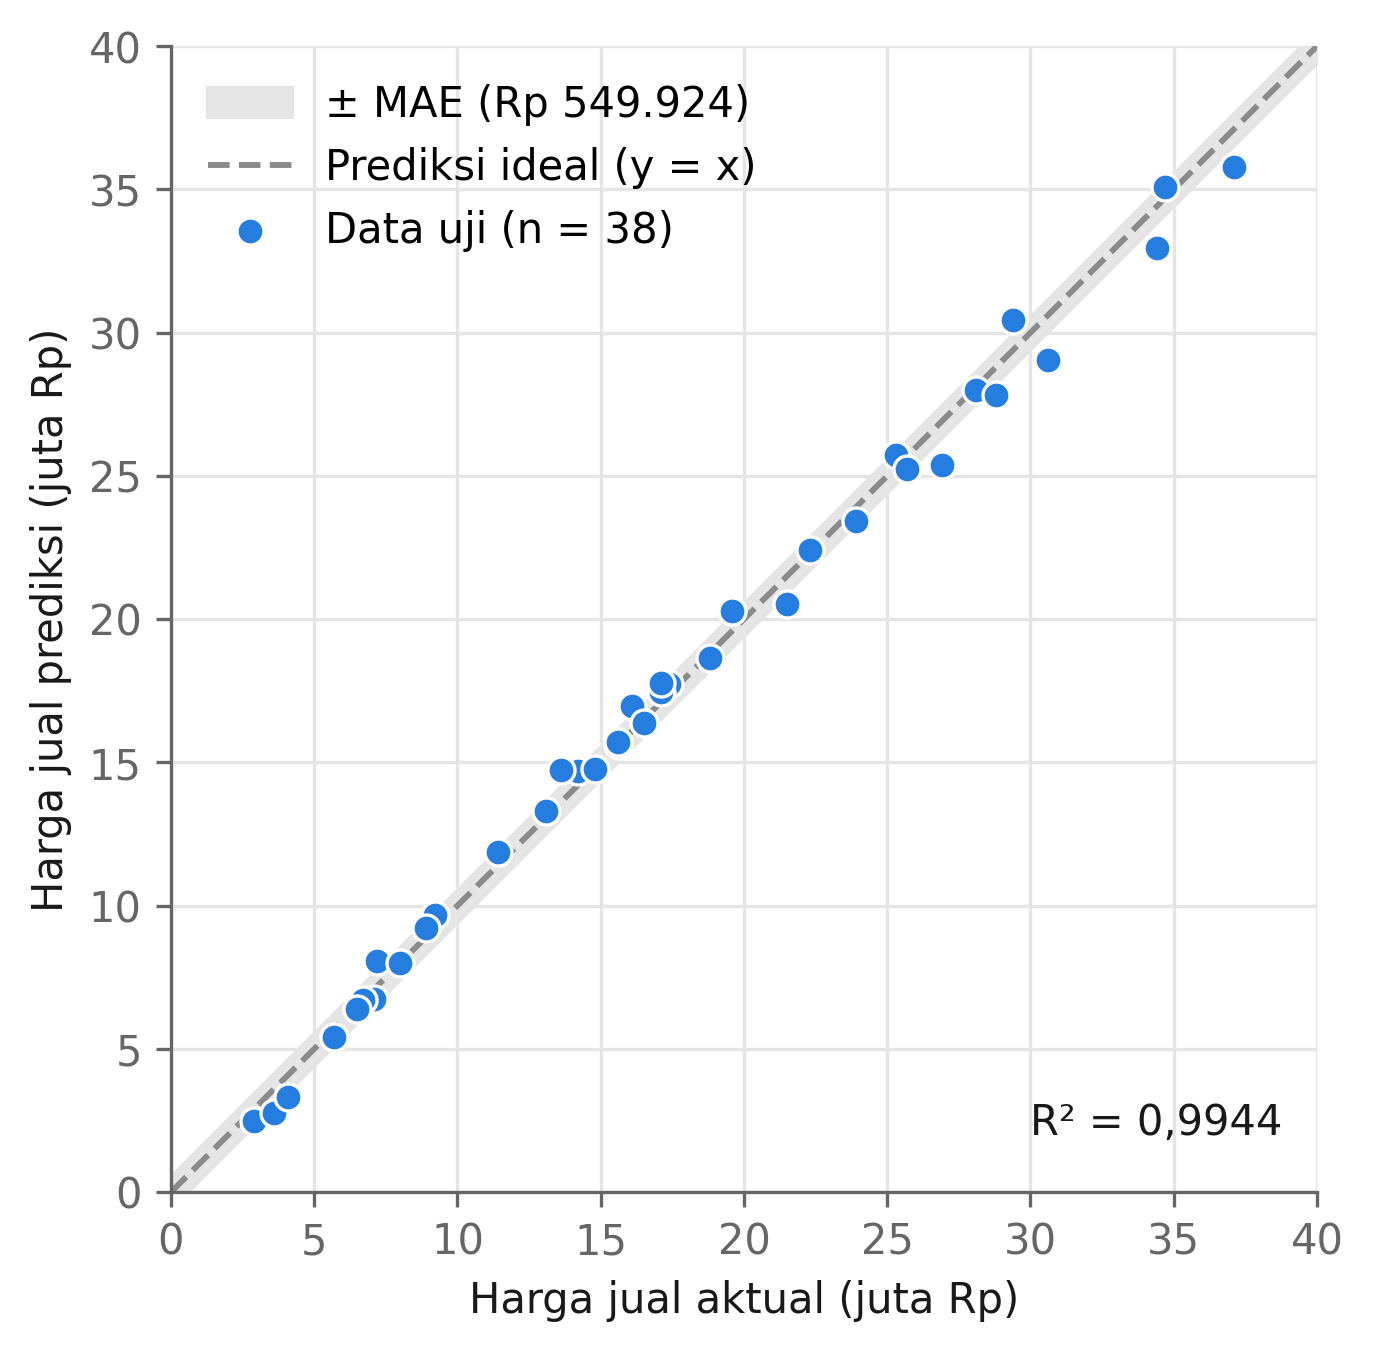 ± MAE (Rp 549.924)
Prediksi ideal (y = x)
Data uji (n = 38)
40
35
30
25
20
15
10
5
0
Harga jual prediksi (juta Rp)
R² = 0,9944
0 5 10 15 20 25 30 35 40
Harga jual aktual (juta Rp)